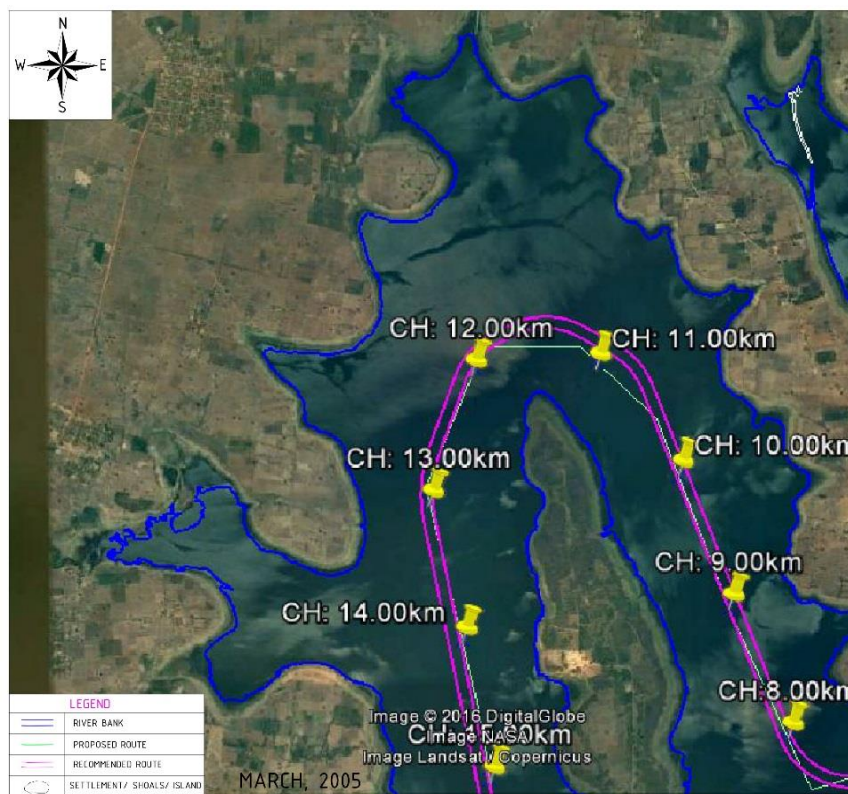 N
W E
S
CH: 12.00km
CH: 11.00km
CH: 10.00km
CH: 13.00km
CH: 9.00km
CH: 14.00km
CH:8.00km
LEGEND
RIVER BANK
PROPOSED ROUTE
RECOMMENDED ROUTE
SETTLEMENT/ SHOALS/ ISLAND
Image © 2016 DigitalGlobe
Image NASA
Image Landsat / Copernicus
MARCH, 2005